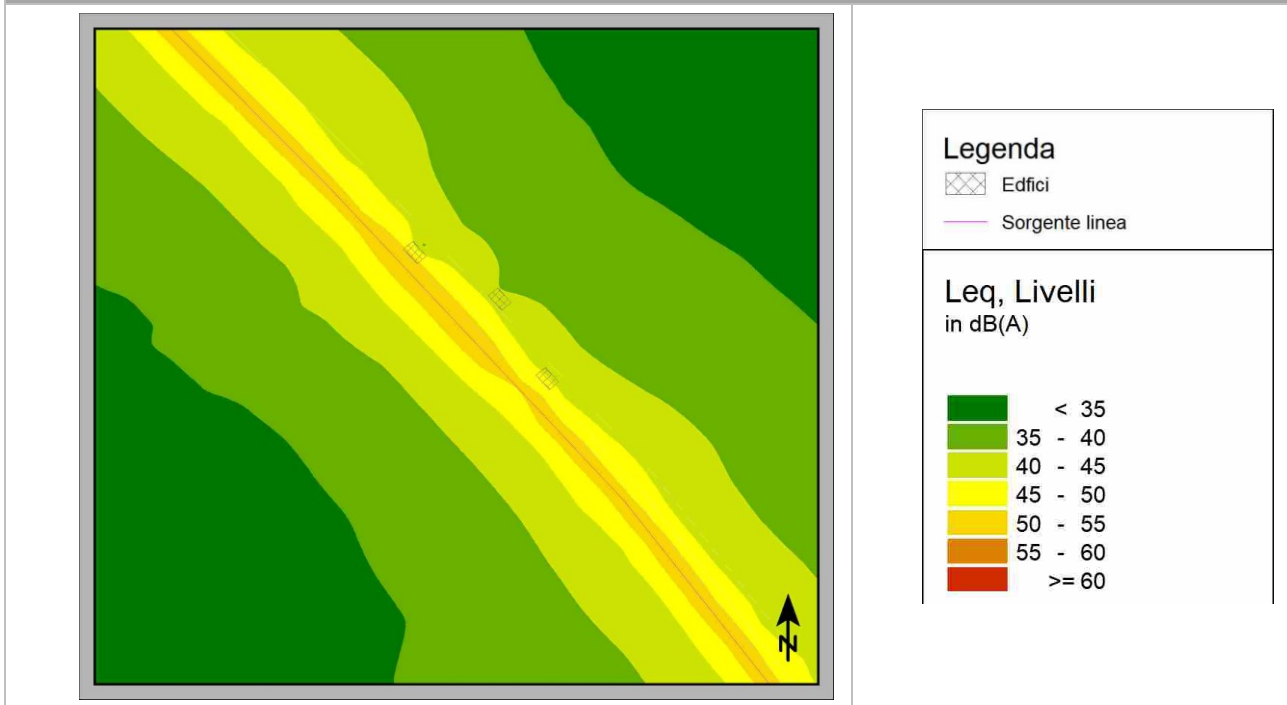 N
Legenda
Edfici
Sorgente linea
Leq, Livelli
in dB(A)
< 35
35 - 40
40 - 45
45 - 50
50 - 55
55 - 60
>= 60